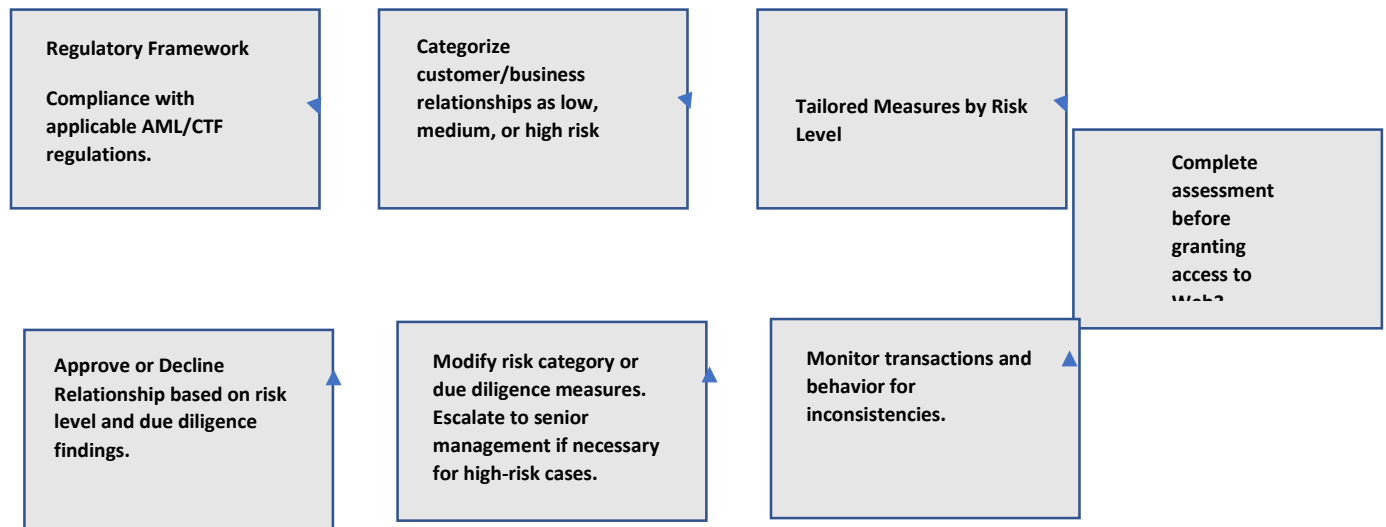 Regulatory Framework
Compliance with
applicable AML/CTF
regulations.
Categorize
customer/business
relationships as low,
medium, or high risk
Tailored Measures by Risk
Level
Complete
assessment
before
granting
access to
Approve or Decline
Relationship based on risk
level and due diligence
findings.
Modify risk category or
due diligence measures.
Escalate to senior
management if necessary
for high-risk cases.
Monitor transactions and
behavior for
inconsistencies.